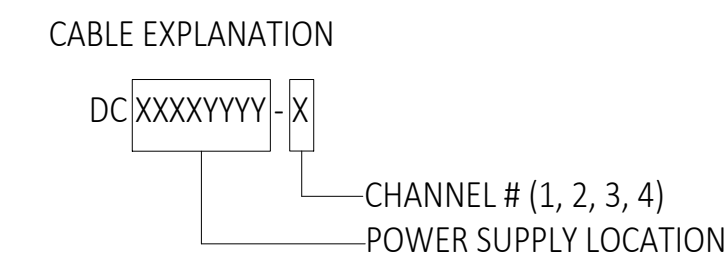 CABLE EXPLANATION
DC XXXXYYYY - X
CHANNEL # (1, 2, 3, 4)
POWER SUPPLY LOCATION